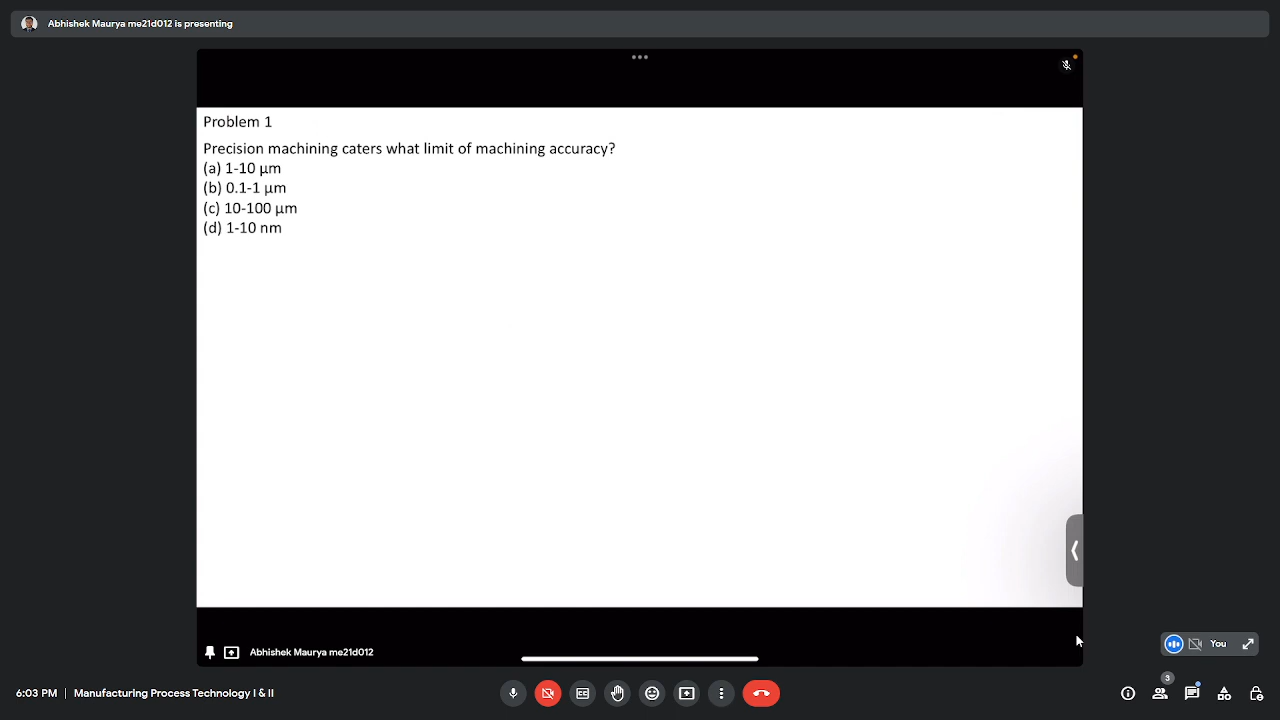 Abhishek Maurya me21d012 is presenting
Problem 1
Precision machining caters what limit of machining accuracy?
(a) 1-10 μm
(b) 0.1-1 μm
(c) 10-100 μm
(d) 1-10 nm
Abhishek Maurya me21d012
You
3
6:03 PM | Manufacturing Process Technology I & II